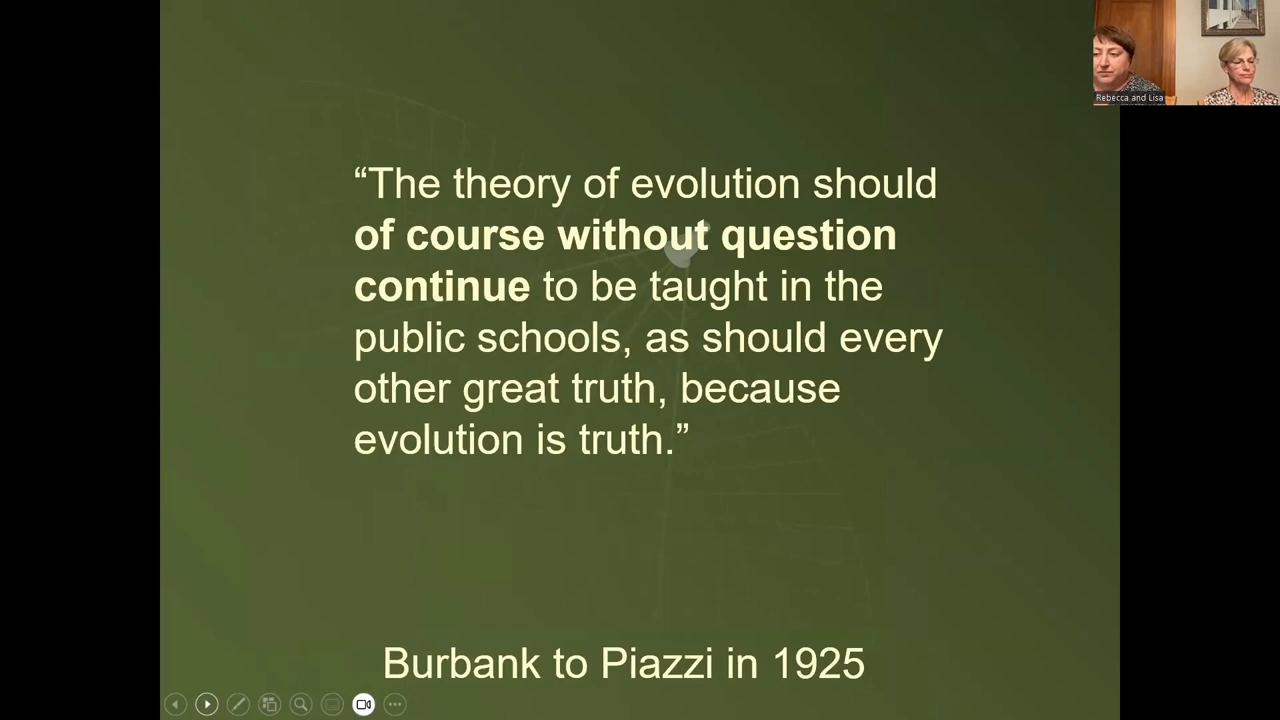 Rebecca and Lisa
“The theory of evolution should
of course without question
continue to be taught in the
public schools, as should every
other great truth, because
evolution is truth.”
Burbank to Piazzi in 1925